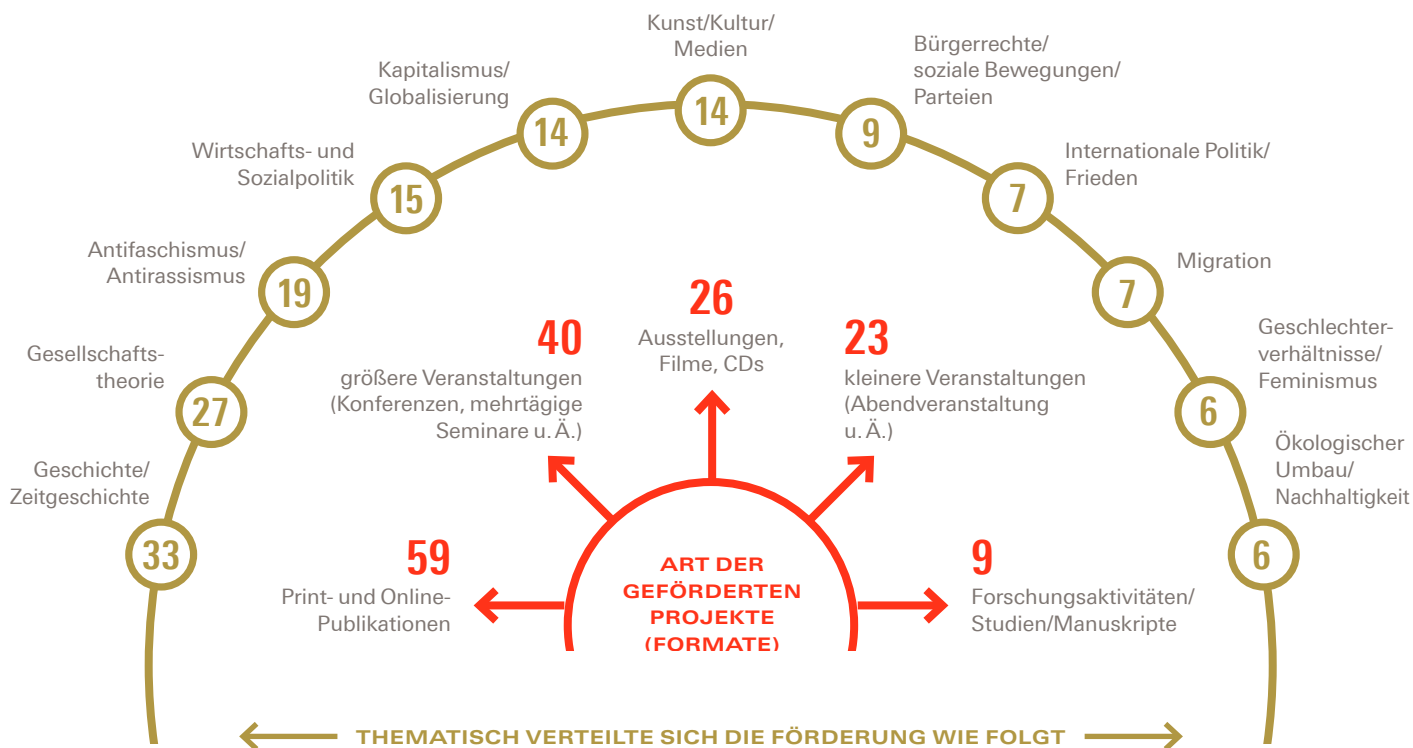 Kunst/Kultur/
Medien
14
Kapitalismus/
Globalisierung
14
Bürgerrechte/
soziale Bewegungen/
Parteien
9
Wirtschafts- und
Sozialpolitik
15
Internationale Politik/
Frieden
7
Antifaschismus/
Antirassismus
19
Migration
7
Gesellschafts-
theorie
27
Geschlechter-
verhältnisse/
Feminismus
6
Geschichte/
Zeitgeschichte
33
Ökologischer
Umbau/
Nachhaltigkeit
6
59
Print- und Online-
Publikationen
40
größere Veranstaltungen
(Konferenzen, mehrtägige
Seminare u. Ä.)
26
Ausstellungen,
Filme, CDs
23
kleinere Veranstaltungen
(Abendveranstaltung
u. Ä.)
9
Forschungsaktivitäten/
Studien/Manuskripte
ART DER
GEFÖRDERTEN
PROJEKTE
(FORMATE)
THEMATISCH VERTEILTE SICH DIE FÖRDERUNG WIE FOLGT